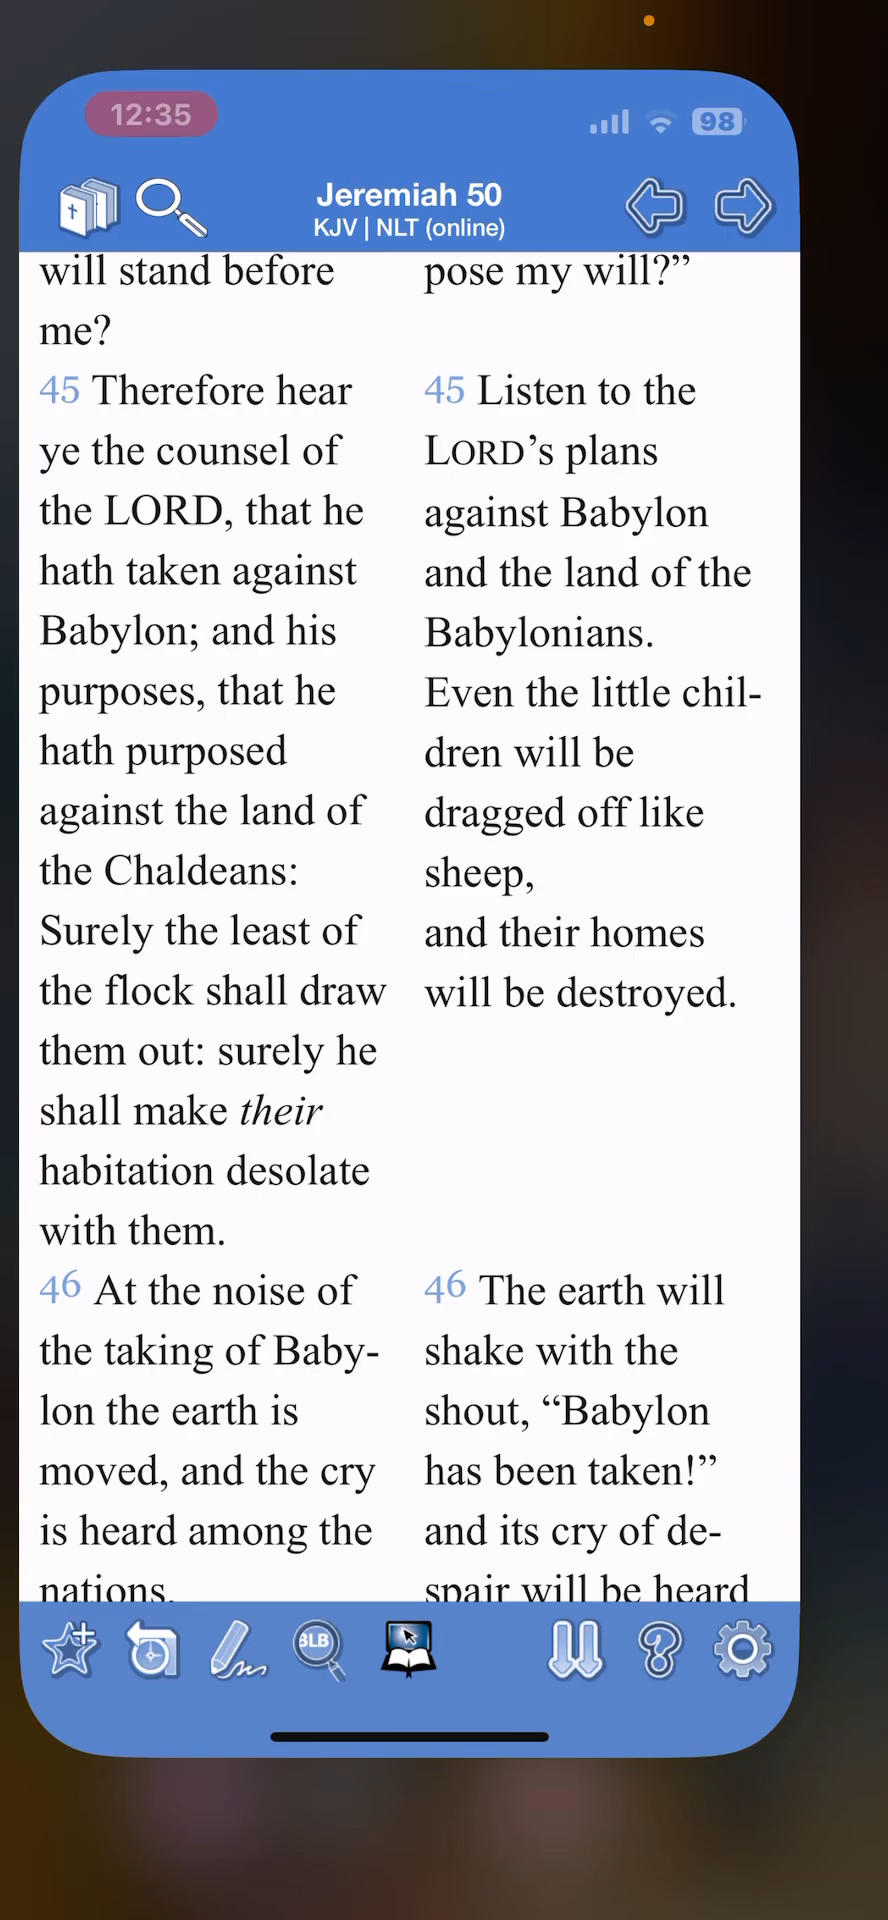 12:35
98
Jeremiah 50
KJV | NLT (online)
will stand before
me?
45 Therefore hear
ye the counsel of
the LORD, that he
hath taken against
Babylon; and his
purposes, that he
hath purposed
against the land of
the Chaldeans:
Surely the least of
the flock shall draw
them out: surely he
shall make their
habitation desolate
with them.
46 At the noise of
the taking of Baby-
lon the earth is
moved, and the cry
is heard among the
nations.
pose my will?”
45 Listen to the
LORD’s plans
against Babylon
and the land of the
Babylonians.
Even the little chil-
dren will be
dragged off like
sheep,
and their homes
will be destroyed.
46 The earth will
shake with the
shout, “Babylon
has been taken!”
and its cry of de-
spair will be heard
BLB